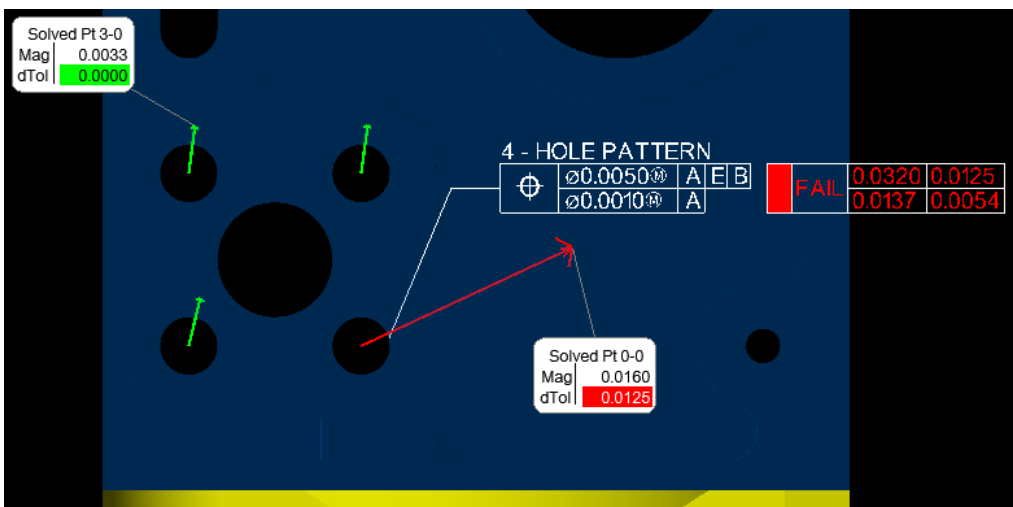 Solved Pt 3-0
Mag 0.0033
dTol 0.0000
4 - HOLE PATTERN
⌖ ⌀0.0050Ⓜ A E B FAIL 0.0320 0.0125
⌀0.0010Ⓜ A 0.0137 0.0054
Solved Pt 0-0
Mag 0.0160
dTol 0.0125